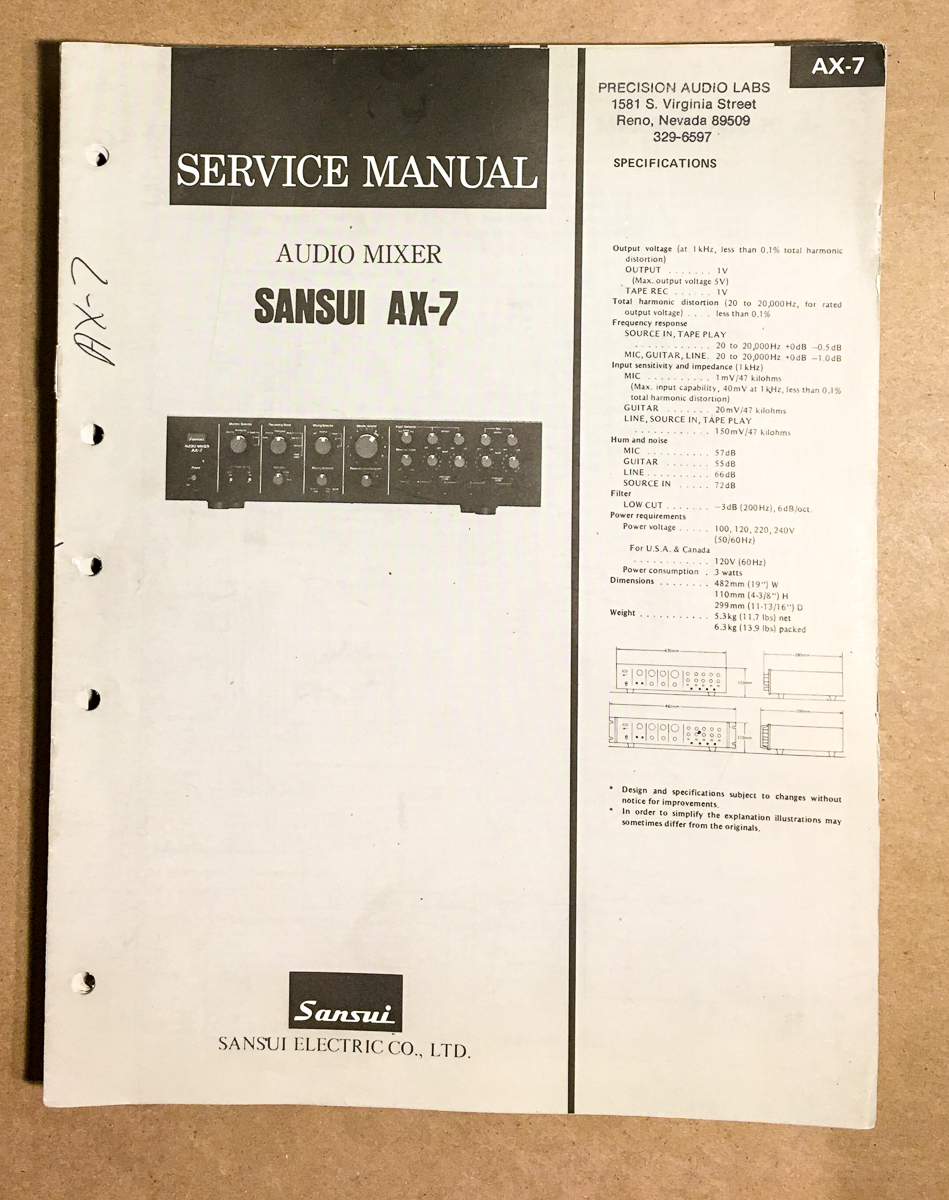 SERVICE MANUAL
AUDIO MIXER
SANSUI AX-7
AX-7
Sansui
AUDIO MIXER
AX-7
Power
Sansui
SANSUI ELECTRIC CO., LTD.
AX-7
PRECISION AUDIO LABS
1581 S. Virginia Street
Reno, Nevada 89509
329-6597
SPECIFICATIONS
Output voltage (at 1kHz, less than 0.1% total harmonic
distortion)
OUTPUT . . . . . . . 1V
(Max. output voltage 5V)
TAPE REC . . . . . . 1V
Total harmonic distortion (20 to 20,000Hz, for rated
output voltage) . . . . less than 0.1%
Frequency response
SOURCE IN, TAPE PLAY
. . . . . . . . . . . . 20 to 20,000Hz +0dB −0.5dB
MIC, GUITAR, LINE. 20 to 20,000Hz +0dB −1.0dB
Input sensitivity and impedance (1kHz)
MIC . . . . . . . . . . 1mV/47 kilohms
(Max. input capability, 40mV at 1kHz, less than 0.1%
total harmonic distortion)
GUITAR . . . . . . . 20mV/47 kilohms
LINE, SOURCE IN, TAPE PLAY
. . . . . . . . . . . . 150mV/47 kilohms
Hum and noise
MIC . . . . . . . . . . 57dB
GUITAR . . . . . . . 55dB
LINE . . . . . . . . . 66dB
SOURCE IN . . . . . 72dB
Filter
LOW CUT . . . . . . . −3dB (200Hz), 6dB/oct.
Power requirements
Power voltage . . . . . 100, 120, 220, 240V
(50/60Hz)
For U.S.A. & Canada
. . . . . . . . . . . . 120V (60Hz)
Power consumption . 3 watts
Dimensions . . . . . . . . 482mm (19") W
110mm (4-3/8") H
299mm (11-13/16") D
Weight . . . . . . . . . . . 5.3kg (11.7 lbs) net
6.3kg (13.9 lbs) packed
* Design and specifications subject to changes without
notice for improvements.
* In order to simplify the explanation illustrations may
sometimes differ from the originals.